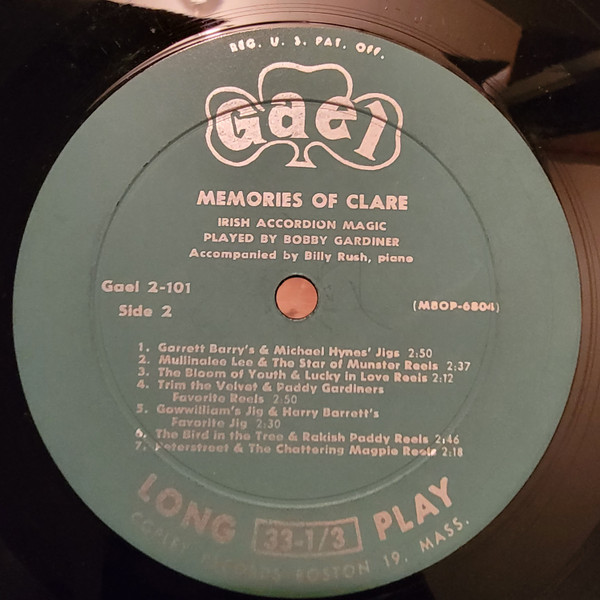 REG. U. S. PAT. OFF.
Gael
MEMORIES OF CLARE
IRISH ACCORDION MAGIC
PLAYED BY BOBBY GARDINER
Accompanied by Billy Rush, piano
Gael 2-101
Side 2
(M8OP-6804)
1. Garrett Barry's & Michael Hynes' Jigs 2:50
2. Mullinalee Lee & The Star of Munster Reels 2:37
3. The Bloom of Youth & Lucky in Love Reels 2:12
4. Trim the Velvet & Paddy Gardiners
Favorite Reels 2:50
5. Gowwilliam's Jig & Harry Barrett's
Favorite Jig 2:30
6. The Bird in the Tree & Rakish Paddy Reels 2:46
7. Peterstreet & The Chattering Magpie Reels 2:18
LONG 33-1/3 PLAY
COPLEY RECORDS BOSTON 19, MASS.